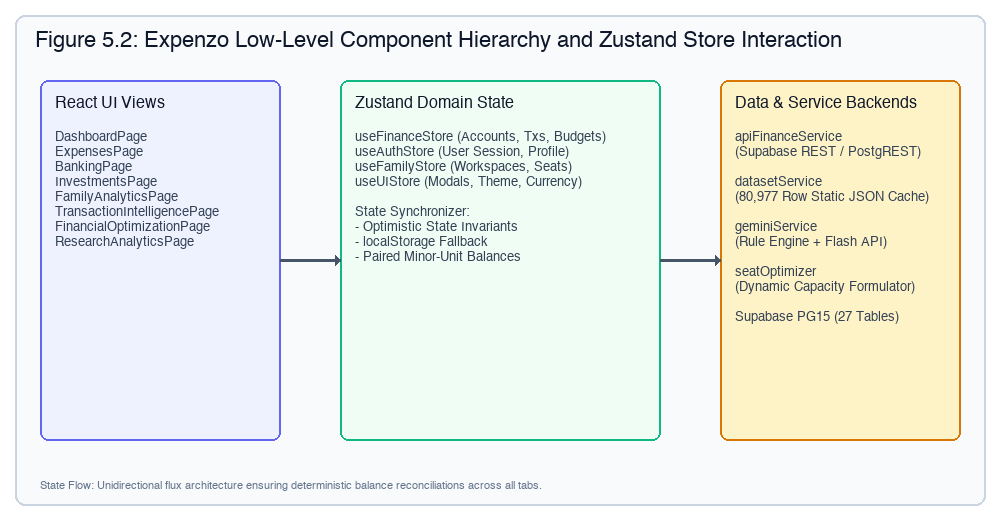 Figure 5.2: Expenzo Low-Level Component Hierarchy and Zustand Store Interaction
React UI Views
DashboardPage
ExpensesPage
BankingPage
InvestmentsPage
FamilyAnalyticsPage
TransactionIntelligencePage
FinancialOptimizationPage
ResearchAnalyticsPage
Zustand Domain State
useFinanceStore (Accounts, Txs, Budgets)
useAuthStore (User Session, Profile)
useFamilyStore (Workspaces, Seats)
useUIStore (Modals, Theme, Currency)
State Synchronizer:
- Optimistic State Invariants
- localStorage Fallback
- Paired Minor-Unit Balances
Data & Service Backends
apiFinanceService
(Supabase REST / PostgREST)
datasetService
(80,977 Row Static JSON Cache)
geminiService
(Rule Engine + Flash API)
seatOptimizer
(Dynamic Capacity Formulator)
Supabase PG15 (27 Tables)
State Flow: Unidirectional flux architecture ensuring deterministic balance reconciliations across all tabs.